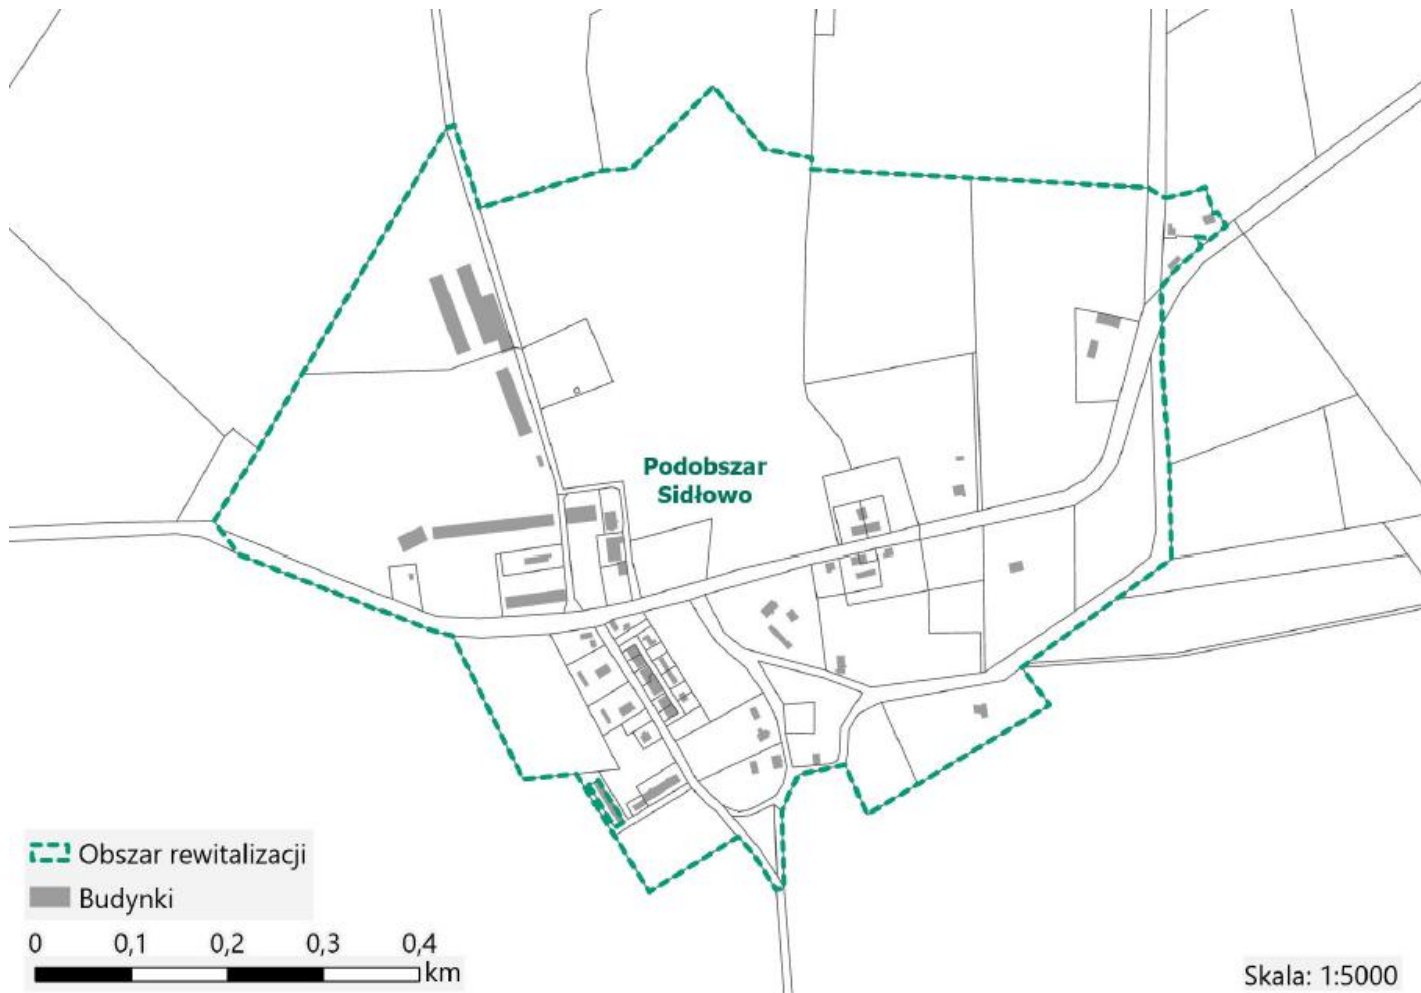 Podobszar
Sidłowo
Obszar rewitalizacji
Budynki
0 0,1 0,2 0,3 0,4
km
Skala: 1:5000